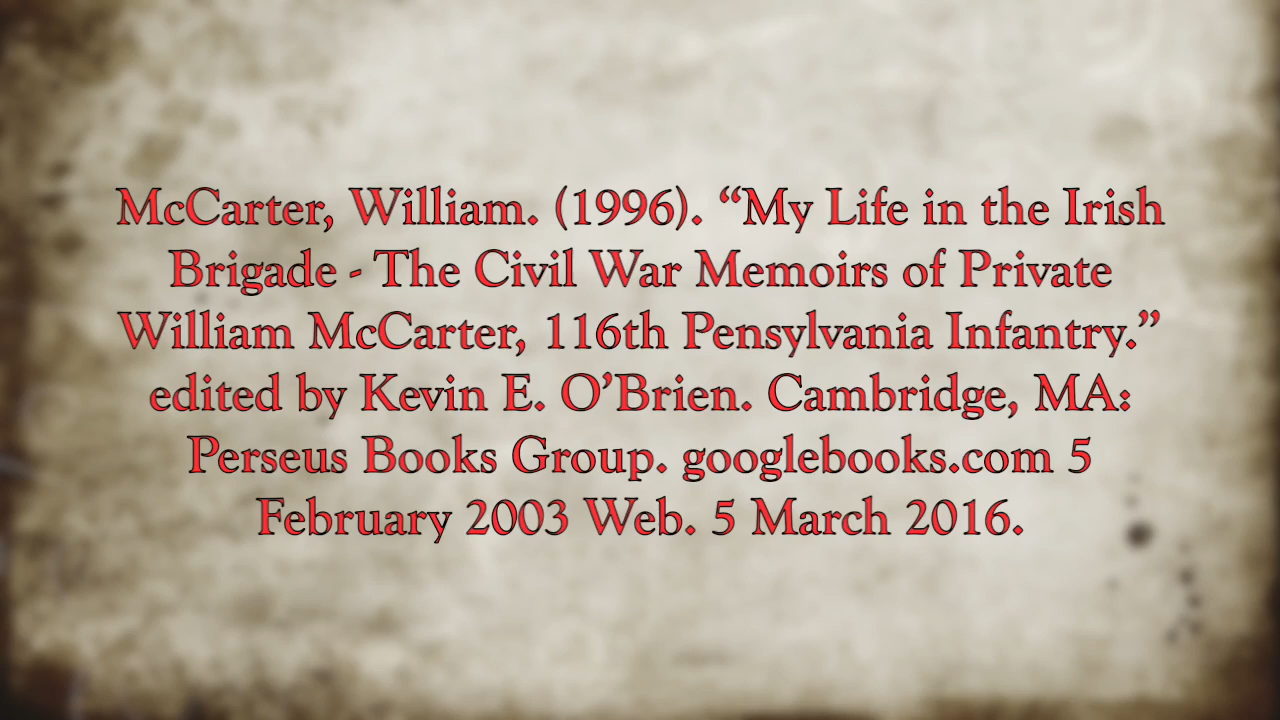 McCarter, William. (1996). “My Life in the Irish
Brigade - The Civil War Memoirs of Private
William McCarter, 116th Pensylvania Infantry.”
edited by Kevin E. O’Brien. Cambridge, MA:
Perseus Books Group. googlebooks.com 5
February 2003 Web. 5 March 2016.